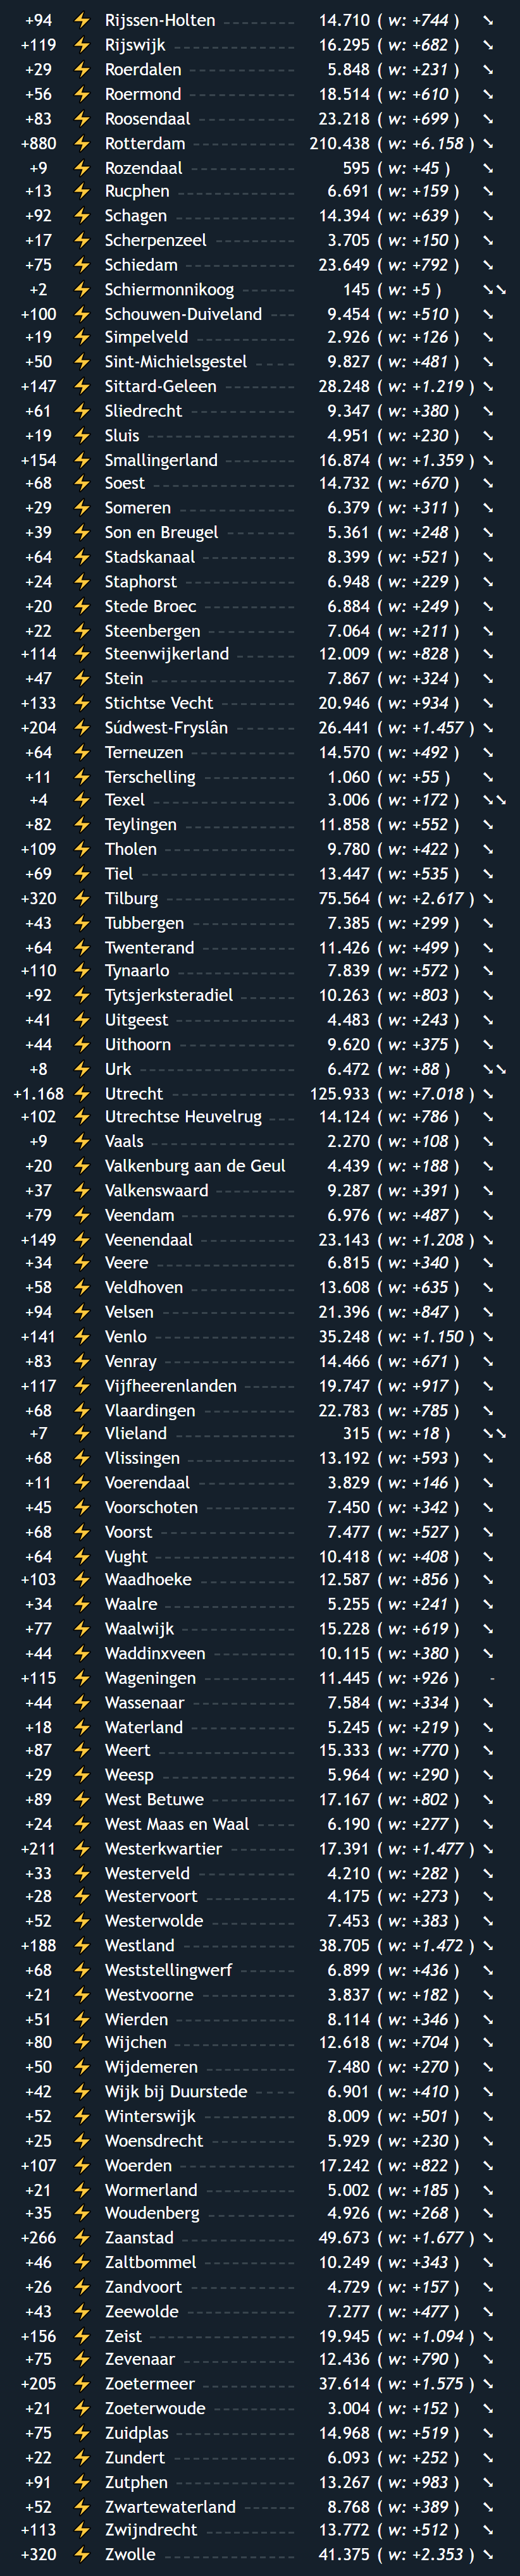 +94 ⚡ Rijssen-Holten 14.710 ( w: +744 ) ➘
+119 ⚡ Rijswijk 16.295 ( w: +682 ) ➘
+29 ⚡ Roerdalen 5.848 ( w: +231 ) ➘
+56 ⚡ Roermond 18.514 ( w: +610 ) ➘
+83 ⚡ Roosendaal 23.218 ( w: +699 ) ➘
+880 ⚡ Rotterdam 210.438 ( w: +6.158 ) ➘
+9 ⚡ Rozendaal 595 ( w: +45 ) ➘
+13 ⚡ Rucphen 6.691 ( w: +159 ) ➘
+92 ⚡ Schagen 14.394 ( w: +639 ) ➘
+17 ⚡ Scherpenzeel 3.705 ( w: +150 ) ➘
+75 ⚡ Schiedam 23.649 ( w: +792 ) ➘
+2 ⚡ Schiermonnikoog 145 ( w: +5 ) ➘➘
+100 ⚡ Schouwen-Duiveland 9.454 ( w: +510 ) ➘
+19 ⚡ Simpelveld 2.926 ( w: +126 ) ➘
+50 ⚡ Sint-Michielsgestel 9.827 ( w: +481 ) ➘
+147 ⚡ Sittard-Geleen 28.248 ( w: +1.219 ) ➘
+61 ⚡ Sliedrecht 9.347 ( w: +380 ) ➘
+19 ⚡ Sluis 4.951 ( w: +230 ) ➘
+154 ⚡ Smallingerland 16.874 ( w: +1.359 ) ➘
+68 ⚡ Soest 14.732 ( w: +670 ) ➘
+29 ⚡ Someren 6.379 ( w: +311 ) ➘
+39 ⚡ Son en Breugel 5.361 ( w: +248 ) ➘
+64 ⚡ Stadskanaal 8.399 ( w: +521 ) ➘
+24 ⚡ Staphorst 6.948 ( w: +229 ) ➘
+20 ⚡ Stede Broec 6.884 ( w: +249 ) ➘
+22 ⚡ Steenbergen 7.064 ( w: +211 ) ➘
+114 ⚡ Steenwijkerland 12.009 ( w: +828 ) ➘
+47 ⚡ Stein 7.867 ( w: +324 ) ➘
+133 ⚡ Stichtse Vecht 20.946 ( w: +934 ) ➘
+204 ⚡ Súdwest-Fryslân 26.441 ( w: +1.457 ) ➘
+64 ⚡ Terneuzen 14.570 ( w: +492 ) ➘
+11 ⚡ Terschelling 1.060 ( w: +55 ) ➘
+4 ⚡ Texel 3.006 ( w: +172 ) ➘➘
+82 ⚡ Teylingen 11.858 ( w: +552 ) ➘
+109 ⚡ Tholen 9.780 ( w: +422 ) ➘
+69 ⚡ Tiel 13.447 ( w: +535 ) ➘
+320 ⚡ Tilburg 75.564 ( w: +2.617 ) ➘
+43 ⚡ Tubbergen 7.385 ( w: +299 ) ➘
+64 ⚡ Twenterand 11.426 ( w: +499 ) ➘
+110 ⚡ Tynaarlo 7.839 ( w: +572 ) ➘
+92 ⚡ Tytsjerksteradiel 10.263 ( w: +803 ) ➘
+41 ⚡ Uitgeest 4.483 ( w: +243 ) ➘
+44 ⚡ Uithoorn 9.620 ( w: +375 ) ➘
+8 ⚡ Urk 6.472 ( w: +88 ) ➘➘
+1.168 ⚡ Utrecht 125.933 ( w: +7.018 ) ➘
+102 ⚡ Utrechtse Heuvelrug 14.124 ( w: +786 ) ➘
+9 ⚡ Vaals 2.270 ( w: +108 ) ➘
+20 ⚡ Valkenburg aan de Geul 4.439 ( w: +188 ) ➘
+37 ⚡ Valkenswaard 9.287 ( w: +391 ) ➘
+79 ⚡ Veendam 6.976 ( w: +487 ) ➘
+149 ⚡ Veenendaal 23.143 ( w: +1.208 ) ➘
+34 ⚡ Veere 6.815 ( w: +340 ) ➘
+58 ⚡ Veldhoven 13.608 ( w: +635 ) ➘
+94 ⚡ Velsen 21.396 ( w: +847 ) ➘
+141 ⚡ Venlo 35.248 ( w: +1.150 ) ➘
+83 ⚡ Venray 14.466 ( w: +671 ) ➘
+117 ⚡ Vijfheerenlanden 19.747 ( w: +917 ) ➘
+68 ⚡ Vlaardingen 22.783 ( w: +785 ) ➘
+7 ⚡ Vlieland 315 ( w: +18 ) ➘➘
+68 ⚡ Vlissingen 13.192 ( w: +593 ) ➘
+11 ⚡ Voerendaal 3.829 ( w: +146 ) ➘
+45 ⚡ Voorschoten 7.450 ( w: +342 ) ➘
+68 ⚡ Voorst 7.477 ( w: +527 ) ➘
+64 ⚡ Vught 10.418 ( w: +408 ) ➘
+103 ⚡ Waadhoeke 12.587 ( w: +856 ) ➘
+34 ⚡ Waalre 5.255 ( w: +241 ) ➘
+77 ⚡ Waalwijk 15.228 ( w: +619 ) ➘
+44 ⚡ Waddinxveen 10.115 ( w: +380 ) ➘
+115 ⚡ Wageningen 11.445 ( w: +926 ) -
+44 ⚡ Wassenaar 7.584 ( w: +334 ) ➘
+18 ⚡ Waterland 5.245 ( w: +219 ) ➘
+87 ⚡ Weert 15.333 ( w: +770 ) ➘
+29 ⚡ Weesp 5.964 ( w: +290 ) ➘
+89 ⚡ West Betuwe 17.167 ( w: +802 ) ➘
+24 ⚡ West Maas en Waal 6.190 ( w: +277 ) ➘
+211 ⚡ Westerkwartier 17.391 ( w: +1.477 ) ➘
+33 ⚡ Westerveld 4.210 ( w: +282 ) ➘
+28 ⚡ Westervoort 4.175 ( w: +273 ) ➘
+52 ⚡ Westerwolde 7.453 ( w: +383 ) ➘
+188 ⚡ Westland 38.705 ( w: +1.472 ) ➘
+68 ⚡ Weststellingwerf 6.899 ( w: +436 ) ➘
+21 ⚡ Westvoorne 3.837 ( w: +182 ) ➘
+51 ⚡ Wierden 8.114 ( w: +346 ) ➘
+80 ⚡ Wijchen 12.618 ( w: +704 ) ➘
+50 ⚡ Wijdemeren 7.480 ( w: +270 ) ➘
+42 ⚡ Wijk bij Duurstede 6.901 ( w: +410 ) ➘
+52 ⚡ Winterswijk 8.009 ( w: +501 ) ➘
+25 ⚡ Woensdrecht 5.929 ( w: +230 ) ➘
+107 ⚡ Woerden 17.242 ( w: +822 ) ➘
+21 ⚡ Wormerland 5.002 ( w: +185 ) ➘
+35 ⚡ Woudenberg 4.926 ( w: +268 ) ➘
+266 ⚡ Zaanstad 49.673 ( w: +1.677 ) ➘
+46 ⚡ Zaltbommel 10.249 ( w: +343 ) ➘
+26 ⚡ Zandvoort 4.729 ( w: +157 ) ➘
+43 ⚡ Zeewolde 7.277 ( w: +477 ) ➘
+156 ⚡ Zeist 19.945 ( w: +1.094 ) ➘
+75 ⚡ Zevenaar 12.436 ( w: +790 ) ➘
+205 ⚡ Zoetermeer 37.614 ( w: +1.575 ) ➘
+21 ⚡ Zoeterwoude 3.004 ( w: +152 ) ➘
+75 ⚡ Zuidplas 14.968 ( w: +519 ) ➘
+22 ⚡ Zundert 6.093 ( w: +252 ) ➘
+91 ⚡ Zutphen 13.267 ( w: +983 ) ➘
+52 ⚡ Zwartewaterland 8.768 ( w: +389 ) ➘
+113 ⚡ Zwijndrecht 13.772 ( w: +512 ) ➘
+320 ⚡ Zwolle 41.375 ( w: +2.353 ) ➘